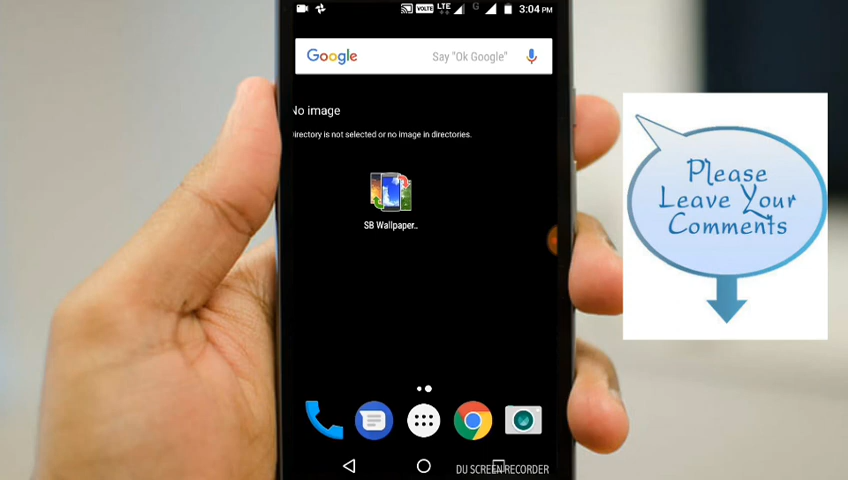 VOLTE LTE G 3:04 PM
Google Say "Ok Google"
No image
Directory is not selected or no image in directories.
SB Wallpaper..
Please
Leave Your
Comments
DU SCREEN RECORDER